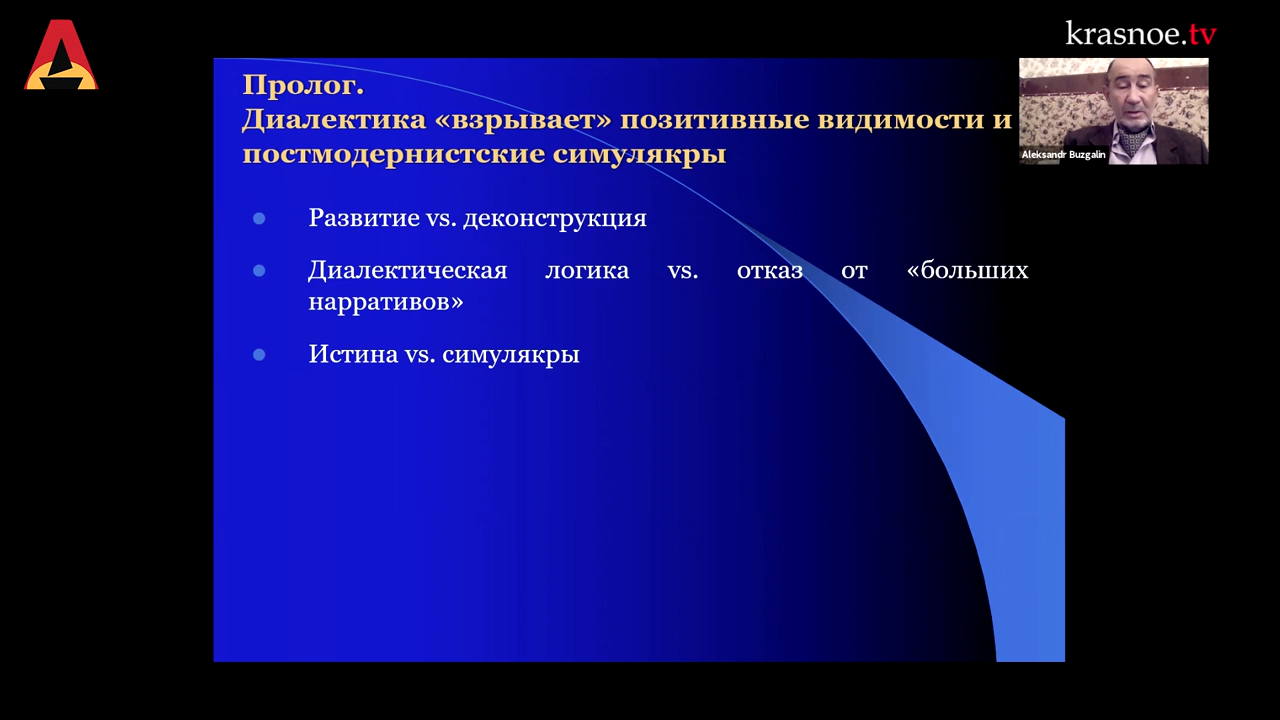 krasnoe.tv
Пролог.
Диалектика «взрывает» позитивные видимости и
постмодернистские симулякры
Aleksandr Buzgalin
Развитие vs. деконструкция
Диалектическая логика vs. отказ от «больших
нарративов»
Истина vs. симулякры